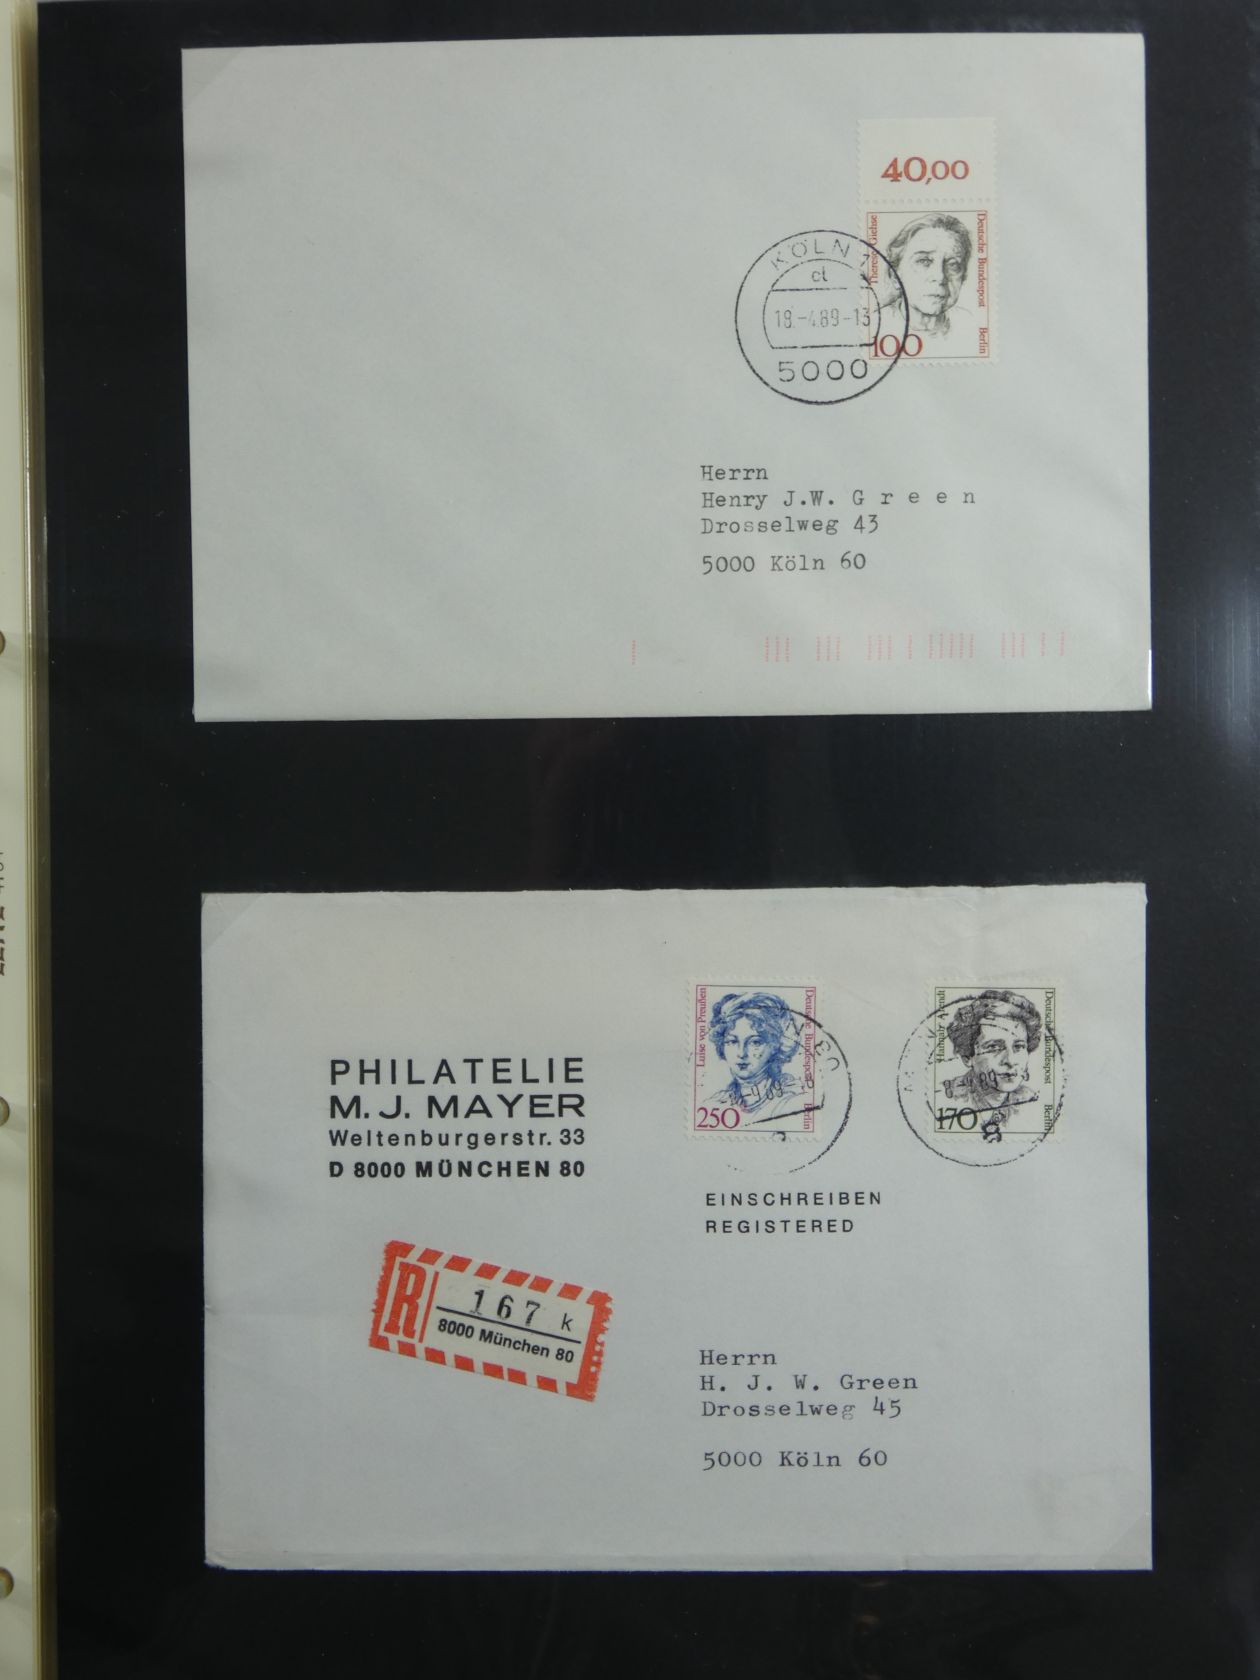 40,00
Therese Giehse
Deutsche Bundespost Berlin
100
KÖLN 1
cl
18.-4.89-13
5000
Herrn
Henry J.W. G r e e n
Drosselweg 43
5000 Köln 60
Luise von Preußen
Deutsche Bundespost Berlin
250
Hannah Arendt
Deutsche Bundespost Berlin
170
PHILATELIE
M. J. MAYER
Weltenburgerstr. 33
D 8000 MÜNCHEN 80
EINSCHREIBEN
REGISTERED
R
167 k
8000 München 80
Herrn
H. J. W. Green
Drosselweg 45
5000 Köln 60